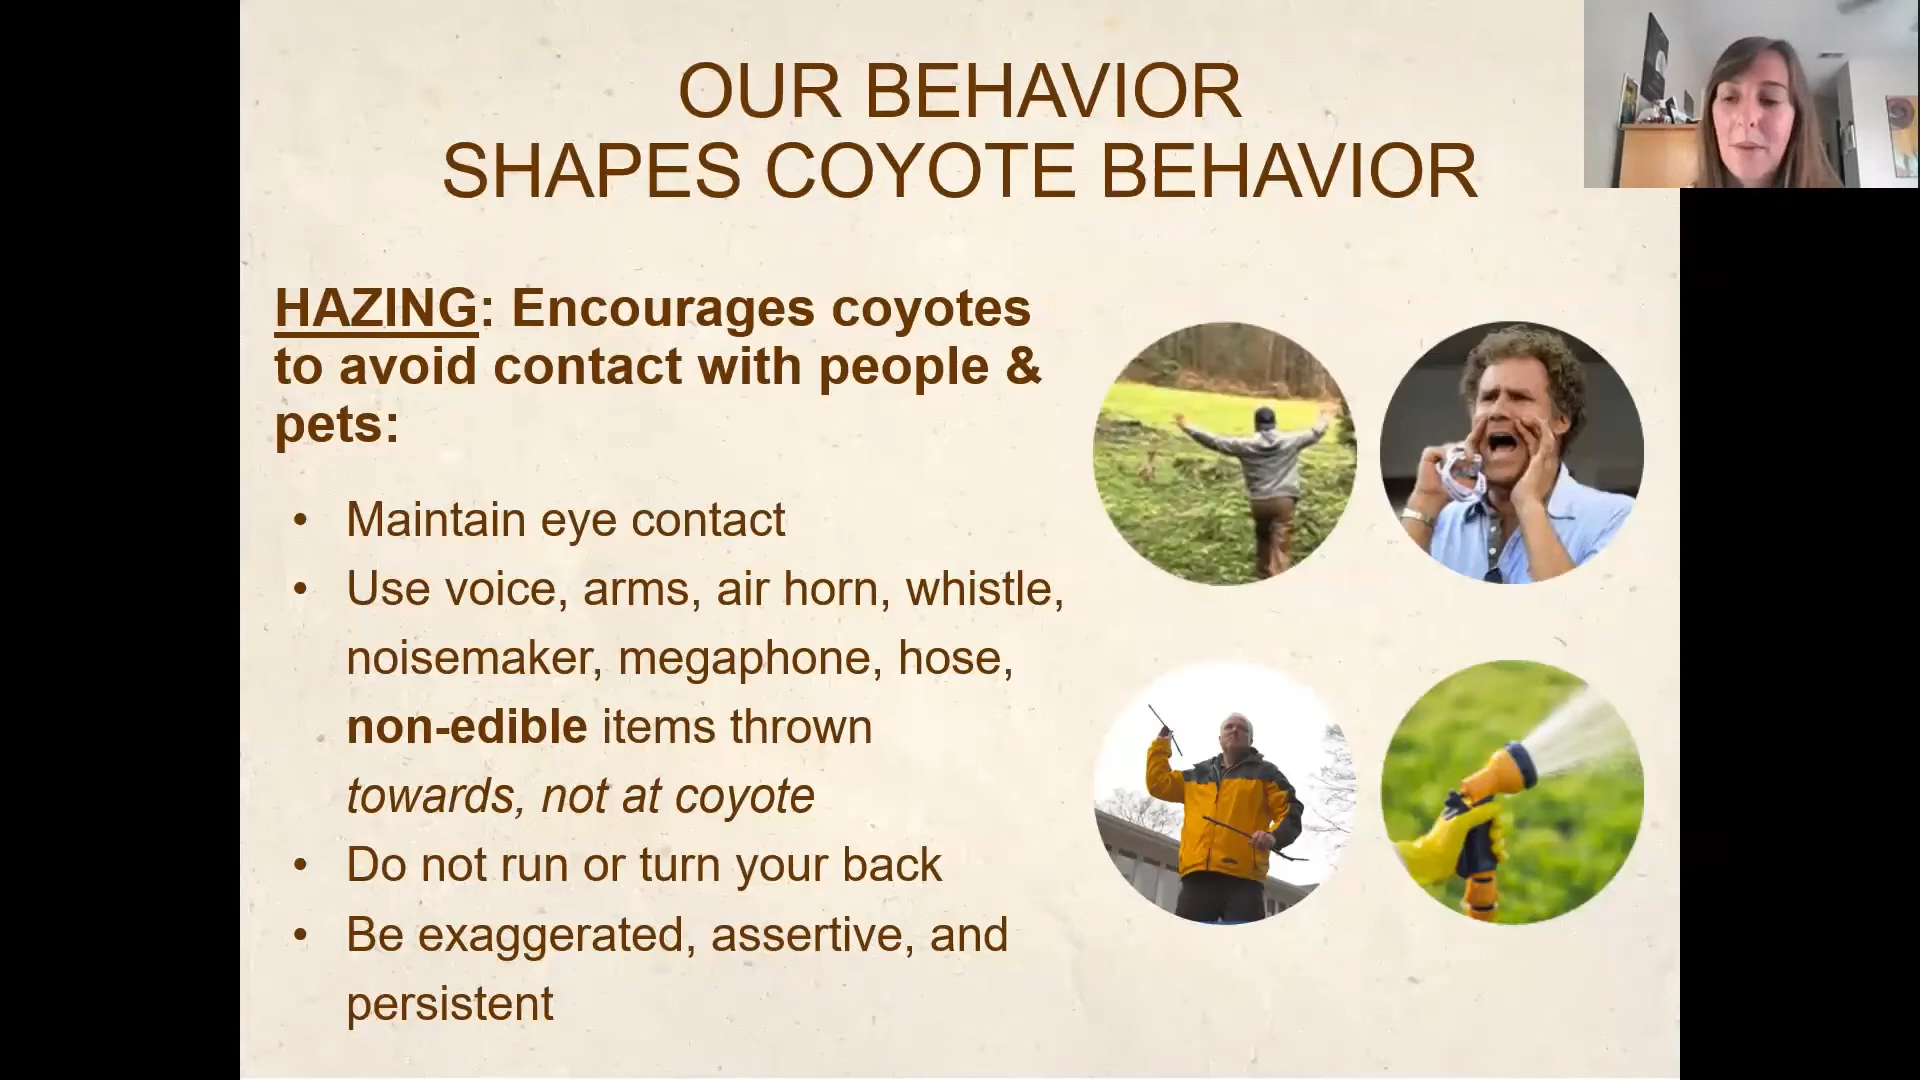 OUR BEHAVIOR
SHAPES COYOTE BEHAVIOR
HAZING: Encourages coyotes
to avoid contact with people &
pets:
• Maintain eye contact
• Use voice, arms, air horn, whistle,
noisemaker, megaphone, hose,
non-edible items thrown
towards, not at coyote
• Do not run or turn your back
• Be exaggerated, assertive, and
persistent